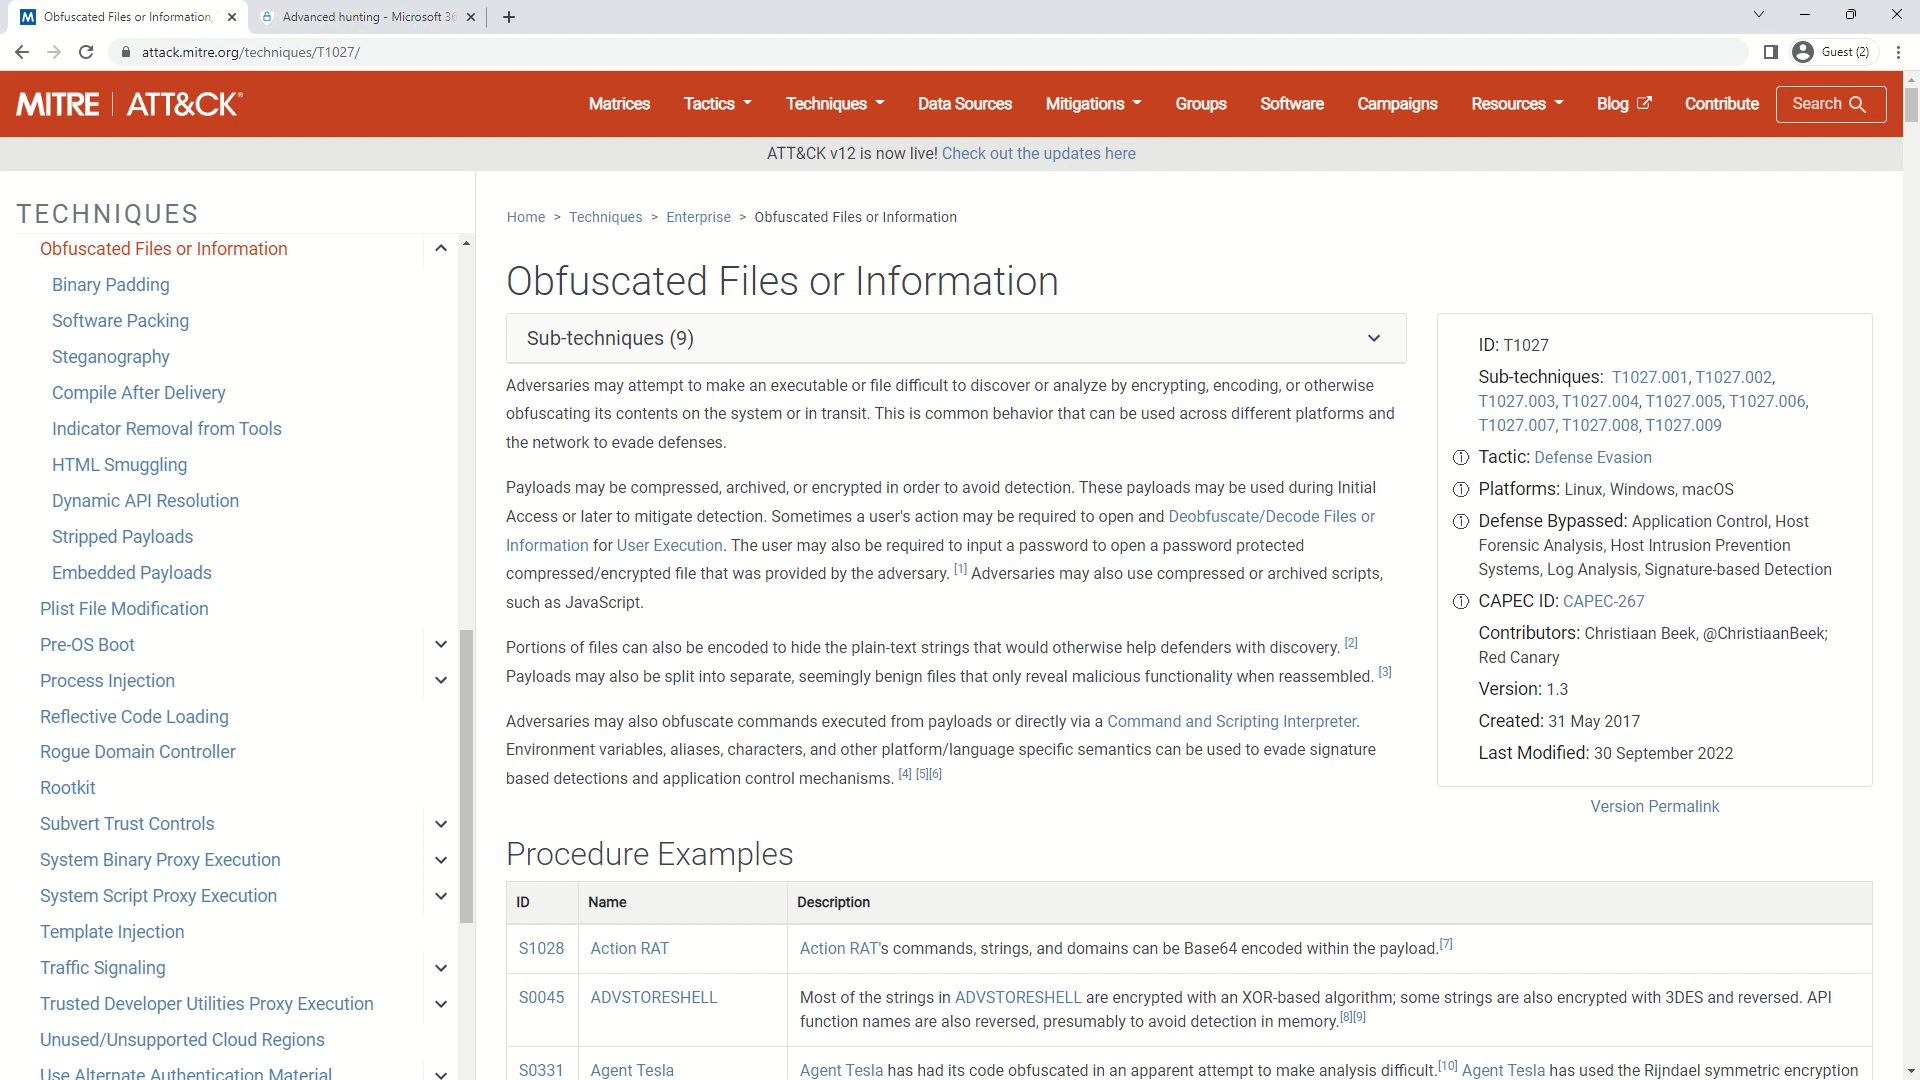 Obfuscated Files or Information,
Advanced hunting - Microsoft 36
attack.mitre.org/techniques/T1027/
Guest (2)
MITRE | ATT&CK®
Matrices
Tactics
Techniques
Data Sources
Mitigations
Groups
Software
Campaigns
Resources
Blog
Contribute
Search
ATT&CK v12 is now live! Check out the updates here
TECHNIQUES
Obfuscated Files or Information
Binary Padding
Software Packing
Steganography
Compile After Delivery
Indicator Removal from Tools
HTML Smuggling
Dynamic API Resolution
Stripped Payloads
Embedded Payloads
Plist File Modification
Pre-OS Boot
Process Injection
Reflective Code Loading
Rogue Domain Controller
Rootkit
Subvert Trust Controls
System Binary Proxy Execution
System Script Proxy Execution
Template Injection
Traffic Signaling
Trusted Developer Utilities Proxy Execution
Unused/Unsupported Cloud Regions
Use Alternate Authentication Material
Home > Techniques > Enterprise > Obfuscated Files or Information
Obfuscated Files or Information
Sub-techniques (9)
Adversaries may attempt to make an executable or file difficult to discover or analyze by encrypting, encoding, or otherwise
obfuscating its contents on the system or in transit. This is common behavior that can be used across different platforms and
the network to evade defenses.
Payloads may be compressed, archived, or encrypted in order to avoid detection. These payloads may be used during Initial
Access or later to mitigate detection. Sometimes a user's action may be required to open and Deobfuscate/Decode Files or
Information for User Execution. The user may also be required to input a password to open a password protected
compressed/encrypted file that was provided by the adversary. [1] Adversaries may also use compressed or archived scripts,
such as JavaScript.
Portions of files can also be encoded to hide the plain-text strings that would otherwise help defenders with discovery. [2]
Payloads may also be split into separate, seemingly benign files that only reveal malicious functionality when reassembled. [3]
Adversaries may also obfuscate commands executed from payloads or directly via a Command and Scripting Interpreter.
Environment variables, aliases, characters, and other platform/language specific semantics can be used to evade signature
based detections and application control mechanisms. [4] [5][6]
ID: T1027
Sub-techniques: T1027.001, T1027.002,
T1027.003, T1027.004, T1027.005, T1027.006,
T1027.007, T1027.008, T1027.009
Tactic: Defense Evasion
Platforms: Linux, Windows, macOS
Defense Bypassed: Application Control, Host
Forensic Analysis, Host Intrusion Prevention
Systems, Log Analysis, Signature-based Detection
CAPEC ID: CAPEC-267
Contributors: Christiaan Beek, @ChristiaanBeek;
Red Canary
Version: 1.3
Created: 31 May 2017
Last Modified: 30 September 2022
Version Permalink
Procedure Examples
ID Name Description
S1028 Action RAT Action RAT's commands, strings, and domains can be Base64 encoded within the payload.[7]
S0045 ADVSTORESHELL Most of the strings in ADVSTORESHELL are encrypted with an XOR-based algorithm; some strings are also encrypted with 3DES and reversed. API
function names are also reversed, presumably to avoid detection in memory.[8][9]
S0331 Agent Tesla Agent Tesla has had its code obfuscated in an apparent attempt to make analysis difficult.[10] Agent Tesla has used the Rijndael symmetric encryption